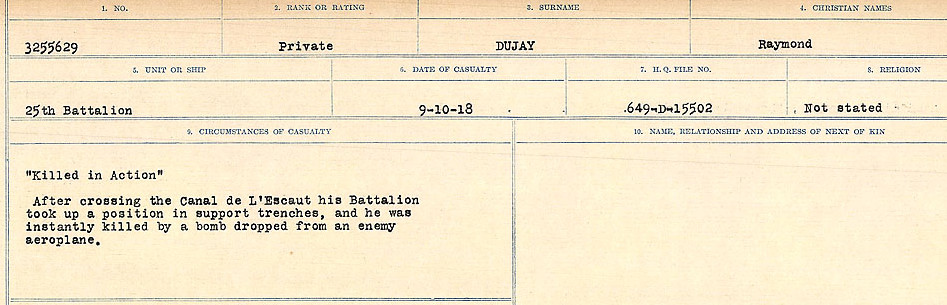 1. NO. 2. RANK OR RATING 3. SURNAME 4. CHRISTIAN NAMES
3255629 Private DUJAY Raymond
5. UNIT OR SHIP 6. DATE OF CASUALTY 7. H.Q. FILE NO. 8. RELIGION
25th Battalion 9-10-18 649-D-15502 Not stated
9. CIRCUMSTANCES OF CASUALTY 10. NAME, RELATIONSHIP AND ADDRESS OF NEXT OF KIN
"Killed in Action"
After crossing the Canal de L'Escaut his Battalion
took up a position in support trenches, and he was
instantly killed by a bomb dropped from an enemy
aeroplane.